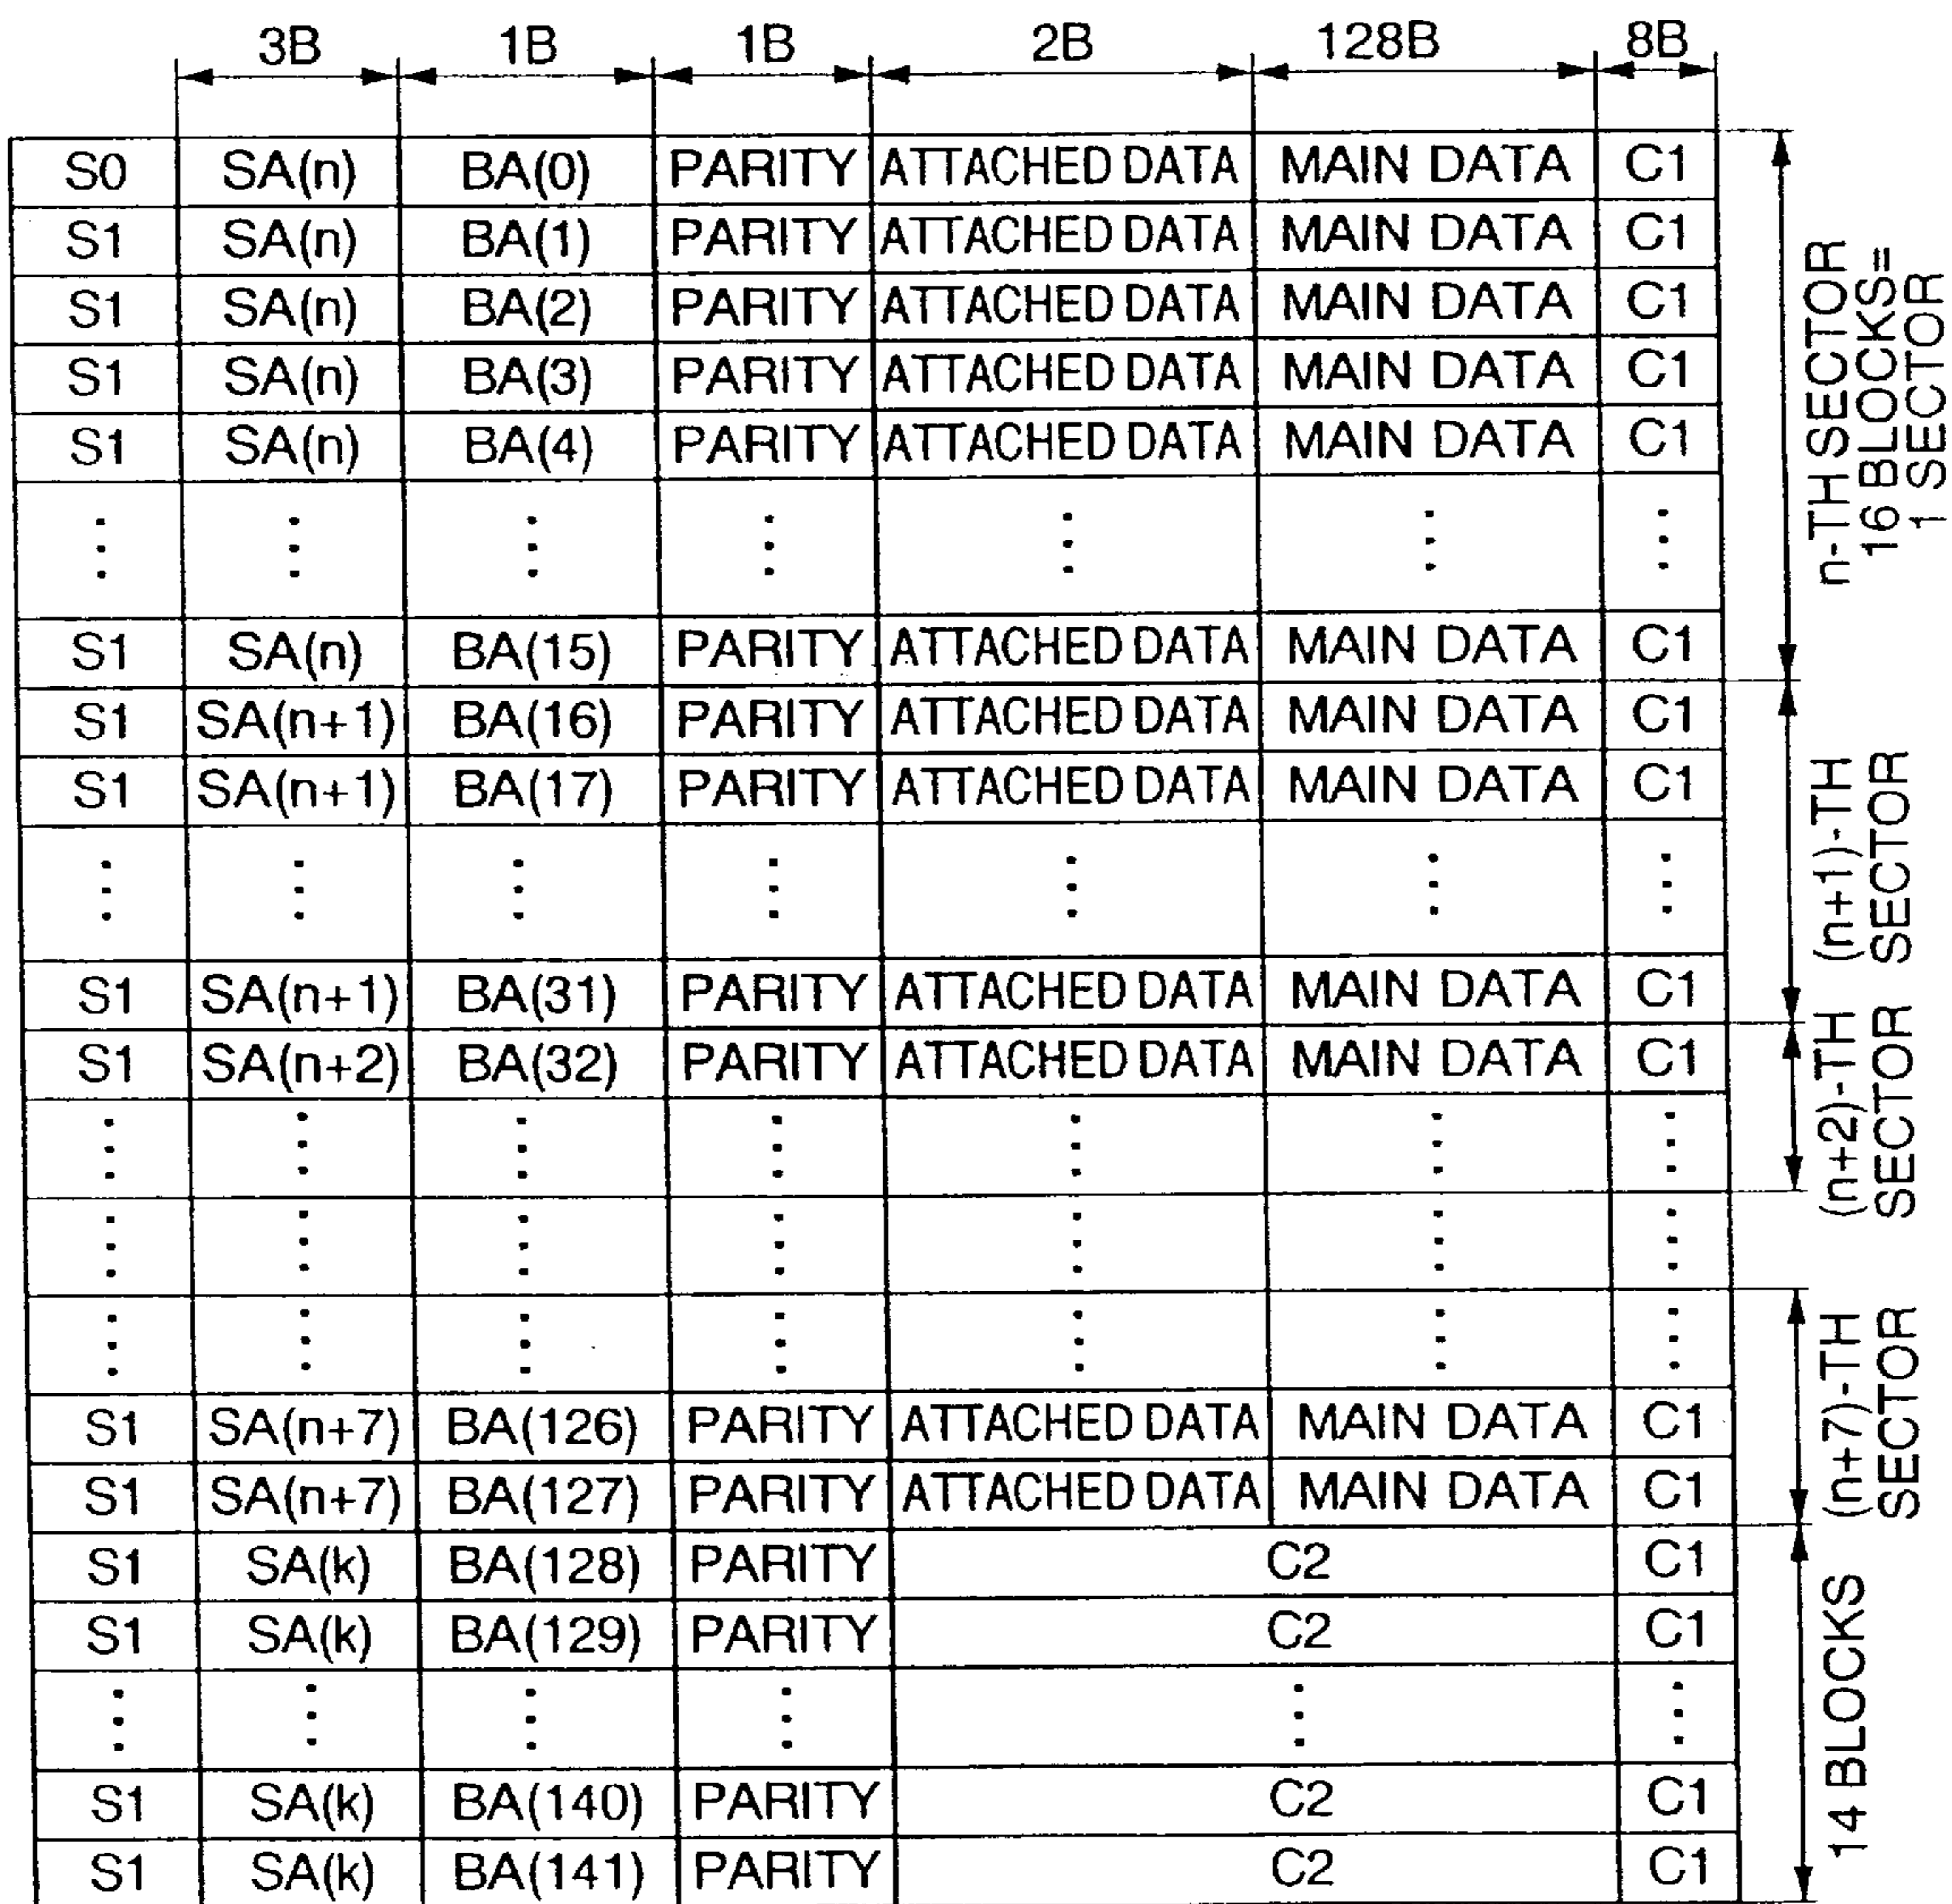 3B 1B 1B 2B 128B 8B
S0 SA(n) BA(0) PARITY ATTACHED DATA MAIN DATA C1
S1 SA(n) BA(1) PARITY ATTACHED DATA MAIN DATA C1
S1 SA(n) BA(2) PARITY ATTACHED DATA MAIN DATA C1
S1 SA(n) BA(3) PARITY ATTACHED DATA MAIN DATA C1
S1 SA(n) BA(4) PARITY ATTACHED DATA MAIN DATA C1
S1 SA(n) BA(15) PARITY ATTACHED DATA MAIN DATA C1
n-TH SECTOR
16 BLOCKS=
1 SECTOR
S1 SA(n+1) BA(16) PARITY ATTACHED DATA MAIN DATA C1
S1 SA(n+1) BA(17) PARITY ATTACHED DATA MAIN DATA C1
S1 SA(n+1) BA(31) PARITY ATTACHED DATA MAIN DATA C1
(n+1)-TH
SECTOR
S1 SA(n+2) BA(32) PARITY ATTACHED DATA MAIN DATA C1
(n+2)-TH
SECTOR
S1 SA(n+7) BA(126) PARITY ATTACHED DATA MAIN DATA C1
S1 SA(n+7) BA(127) PARITY ATTACHED DATA MAIN DATA C1
(n+7)-TH
SECTOR
S1 SA(k) BA(128) PARITY C2 C1
S1 SA(k) BA(129) PARITY C2 C1
S1 SA(k) BA(140) PARITY C2 C1
S1 SA(k) BA(141) PARITY C2 C1
14 BLOCKS